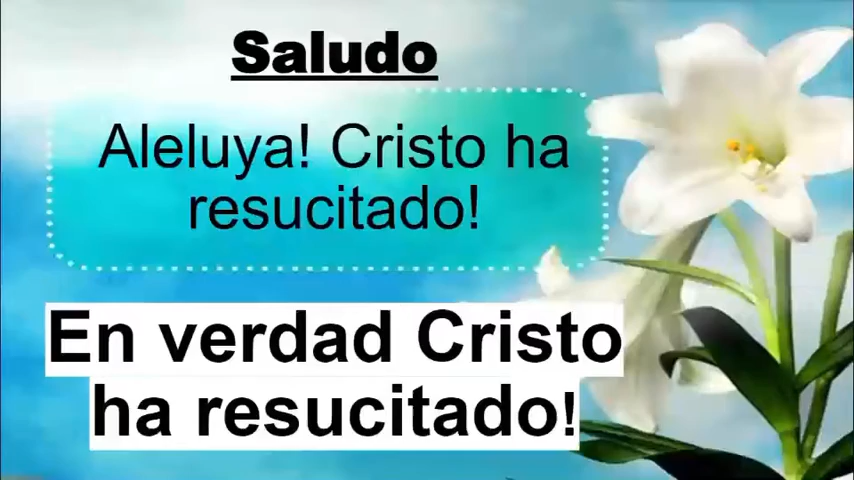 Saludo
Aleluya! Cristo ha
resucitado!
En verdad Cristo
ha resucitado!